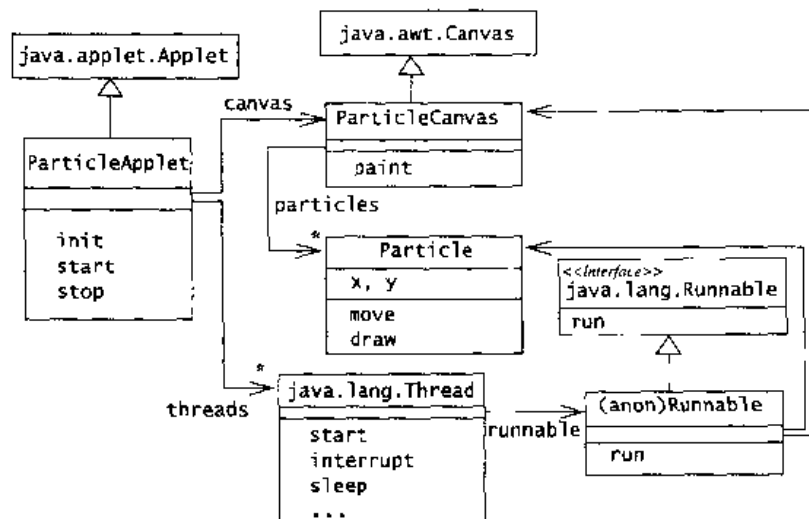 java.awt.Canvas
java.applet.Applet
canvas
ParticleCanvas
paint
ParticleApplet
init
start
stop
particles
*
Particle
x, y
move
draw
<<Interface>>
java.lang.Runnable
run
*
threads
java.lang.Thread
start
interrupt
sleep
...
runnable
(anon)Runnable
run